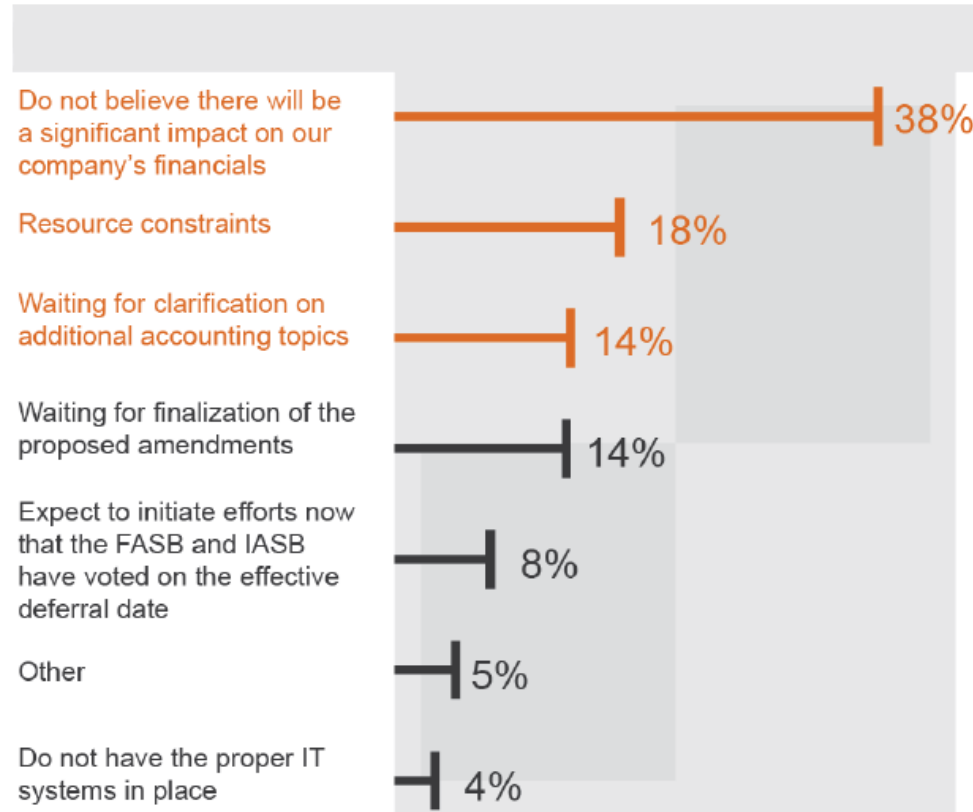 Do not believe there will be
a significant impact on our
company's financials
38%
Resource constraints
18%
Waiting for clarification on
additional accounting topics
14%
Waiting for finalization of the
proposed amendments
14%
Expect to initiate efforts now
that the FASB and IASB
have voted on the effective
deferral date
8%
Other
5%
Do not have the proper IT
systems in place
4%